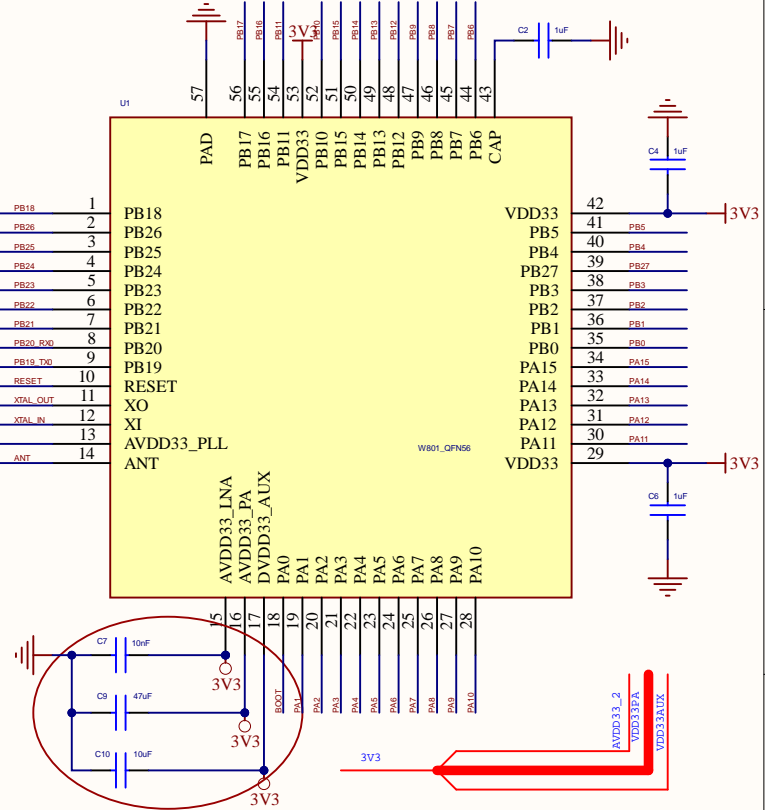 PB17
PB16
PB11
3V3
PB10
PB15
PB14
PB13
PB12
PB9
PB8
PB7
PB6
C2
1uF
57
56
55
54
53
52
51
50
49
48
47
46
45
44
43
U1
PAD
PB17
PB16
PB11
VDD33
PB10
PB15
PB14
PB13
PB12
PB9
PB8
PB7
PB6
CAP
C4
1uF
PB18 1 PB18
PB26 2 PB26
PB25 3 PB25
PB24 4 PB24
PB23 5 PB23
PB22 6 PB22
PB21 7 PB21
PB20_RX0 8 PB20
PB19_TX0 9 PB19
RESET 10 RESET
XTAL_OUT 11 XO
XTAL_IN 12 XI
13 AVDD33_PLL
ANT 14 ANT
VDD33 42 3V3
PB5 41 PB5
PB4 40 PB4
PB27 39 PB27
PB3 38 PB3
PB2 37 PB2
PB1 36 PB1
PB0 35 PB0
PA15 34 PA15
PA14 33 PA14
PA13 32 PA13
PA12 31 PA12
PA11 30 PA11
VDD33 29 3V3
W801_QFN56
C6
1uF
AVDD33_LNA
AVDD33_PA
DVDD33_AUX
PA0
PA1
PA2
PA3
PA4
PA5
PA6
PA7
PA8
PA9
PA10
15
16
17
18
19
20
21
22
23
24
25
26
27
28
BOOT
PA1
PA2
PA3
PA4
PA5
PA6
PA7
PA8
PA9
PA10
C7 10nF
3V3
C9 47uF
3V3
C10 10uF
3V3
3V3
AVDD33_2
VDD33PA
VDD33AUX